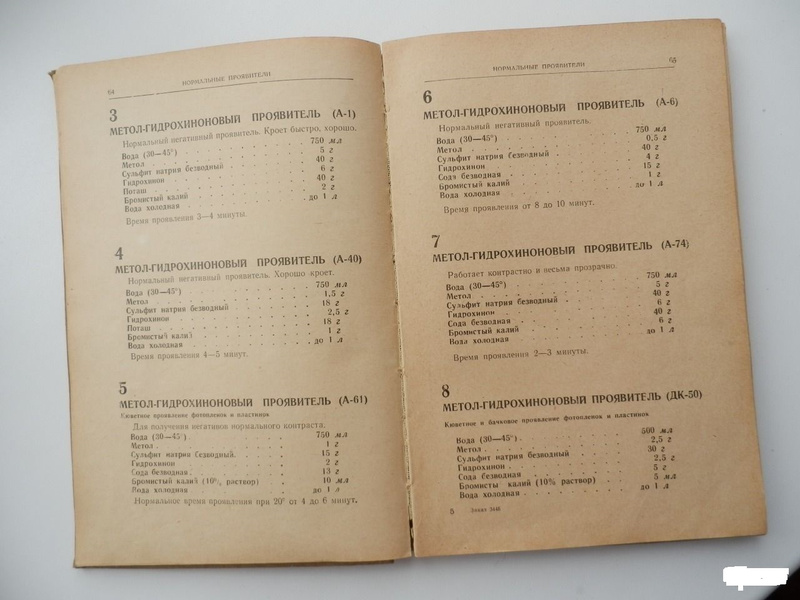 64
НОРМАЛЬНЫЕ ПРОЯВИТЕЛИ
3
МЕТОЛ-ГИДРОХИНОНОВЫЙ ПРОЯВИТЕЛЬ (А-1)
Нормальный негативный проявитель. Кроет быстро, хорошо.
Вода (30—45°) 750 мл
Метол 5 г
Сульфит натрия безводный 40 г
Гидрохинон 6 г
Поташ 40 г
Бромистый калий 2 г
Вода холодная до 1 л
Время проявления 3—4 минуты.
4
МЕТОЛ-ГИДРОХИНОНОВЫЙ ПРОЯВИТЕЛЬ (А-40)
Нормальный негативный проявитель. Хорошо кроет.
Вода (30—45°) 750 мл
Метол 1,5 г
Сульфит натрия безводный 18 г
Гидрохинон 2,5 г
Поташ 18 г
Бромистый калий 1 г
Вода холодная до 1 л
Время проявления 4—5 минут.
5
МЕТОЛ-ГИДРОХИНОНОВЫЙ ПРОЯВИТЕЛЬ (А-61)
Кюветное проявление фотопленок и пластинок
Для получения негативов нормального контраста.
Вода (30—45°) 750 мл
Метол 1 г
Сульфит натрия безводный. 15 г
Гидрохинон 2 г
Сода безводная 13 г
Бромистый калий (10%, раствор) 10 мл
Вода холодная до 1 л
Нормальное время проявления при 20° от 4 до 6 минут.
НОРМАЛЬНЫЕ ПРОЯВИТЕЛИ
65
6
МЕТОЛ-ГИДРОХИНОНОВЫЙ ПРОЯВИТЕЛЬ (А-6)
Нормальный негативный проявитель.
Вода (30—45°) 750 мл
Метол 0,5 г
Сульфит натрия безводный 40 г
Гидрохинон 4 г
Сода безводная 15 г
Бромистый калий 1 г
Вода холодная до 1 л
Время проявления от 8 до 10 минут.
7
МЕТОЛ-ГИДРОХИНОНОВЫЙ ПРОЯВИТЕЛЬ (А-74)
Работает контрастно и весьма прозрачно.
Вода (30—45°) 750 мл
Метол 5 г
Сульфит натрия безводный 40 г
Гидрохинон 6 г
Сода безводная 40 г
Бромистый калий 6 г
Вода холодная до 1 л
Время проявления 2—3 минуты.
8
МЕТОЛ-ГИДРОХИНОНОВЫЙ ПРОЯВИТЕЛЬ (ДК-50)
Кюветное и бачковое проявление фотопленок и пластинок
Вода (30—45°) 500 мл
Метол 2,5 г
Сульфит натрия безводный 30 г
Гидрохинон 2,5 г
Сода безводная 5 г
Бромистый калий (10% раствор) 5 мл
Вода холодная до 1 л
5 Заказ